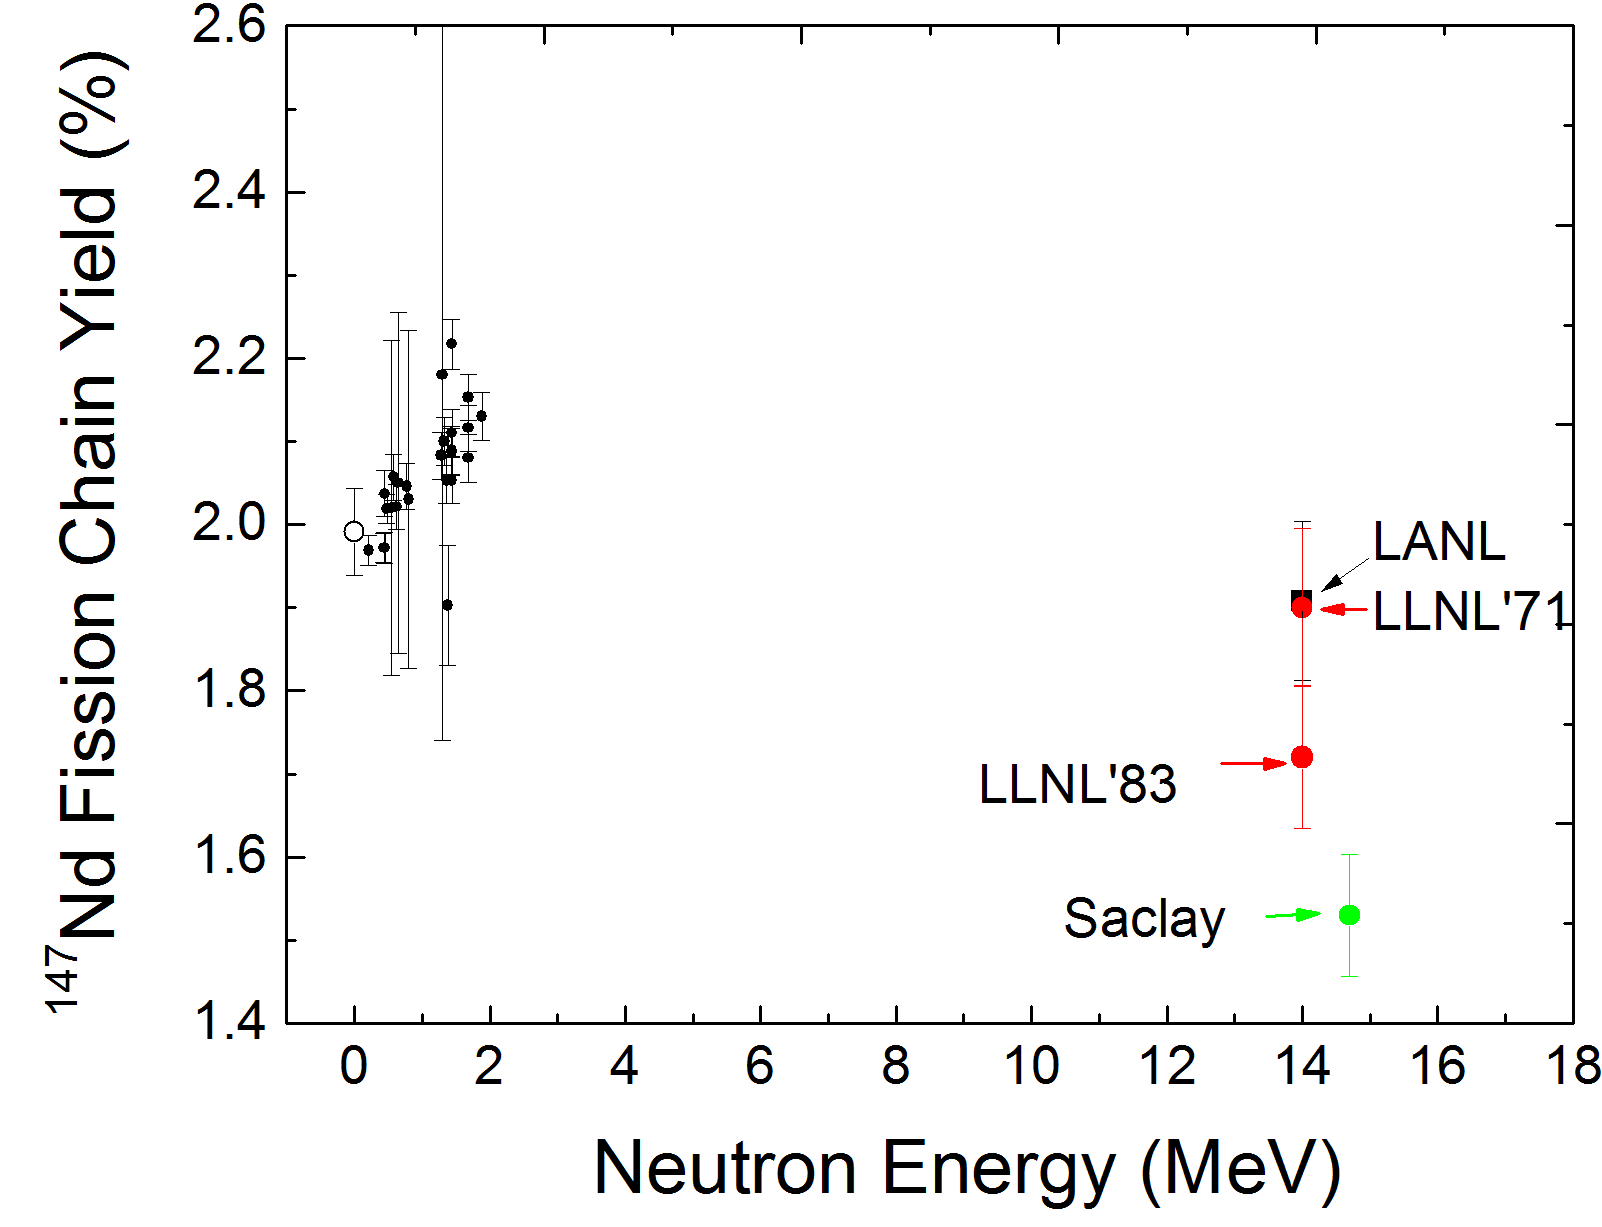 2.6
2.4
2.2
2.0
1.8
1.6
1.4
147Nd Fission Chain Yield (%)
LANL
LLNL'71
LLNL'83
Saclay
0 2 4 6 8 10 12 14 16 18
Neutron Energy (MeV)